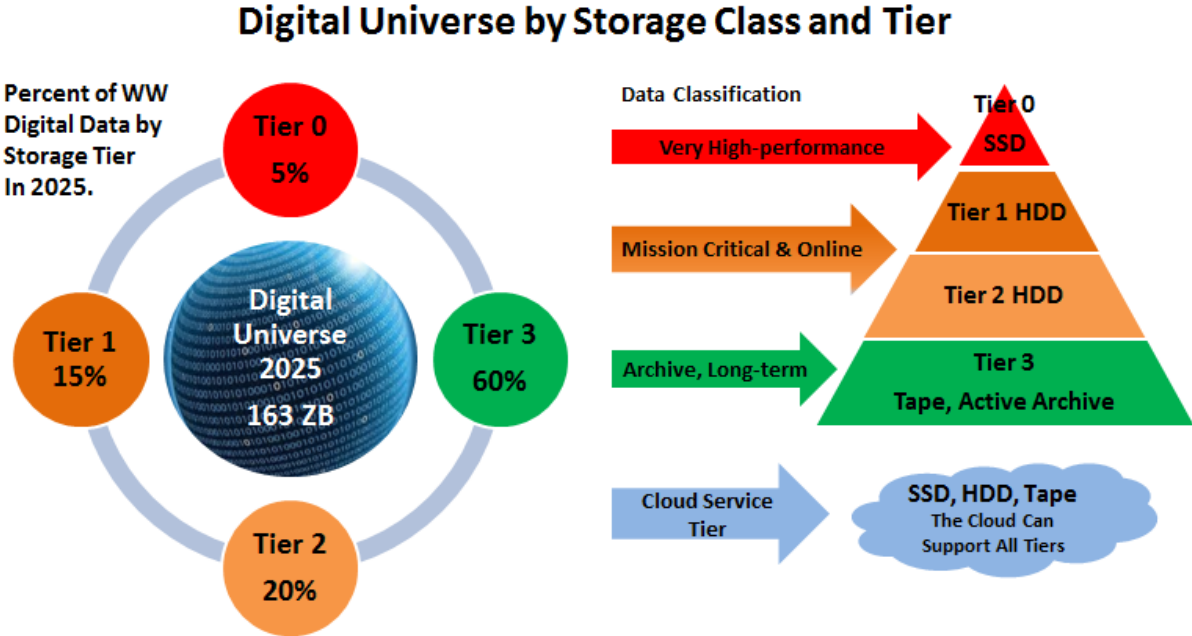 Digital Universe by Storage Class and Tier
Percent of WW
Digital Data by
Storage Tier
In 2025.
Tier 0
5%
Tier 1
15%
Digital
Universe
2025
163 ZB
Tier 3
60%
Tier 2
20%
Data Classification
Very High-performance
Tier 0
SSD
Mission Critical & Online
Tier 1 HDD
Tier 2 HDD
Archive, Long-term
Tier 3
Tape, Active Archive
Cloud Service
Tier
SSD, HDD, Tape
The Cloud Can
Support All Tiers